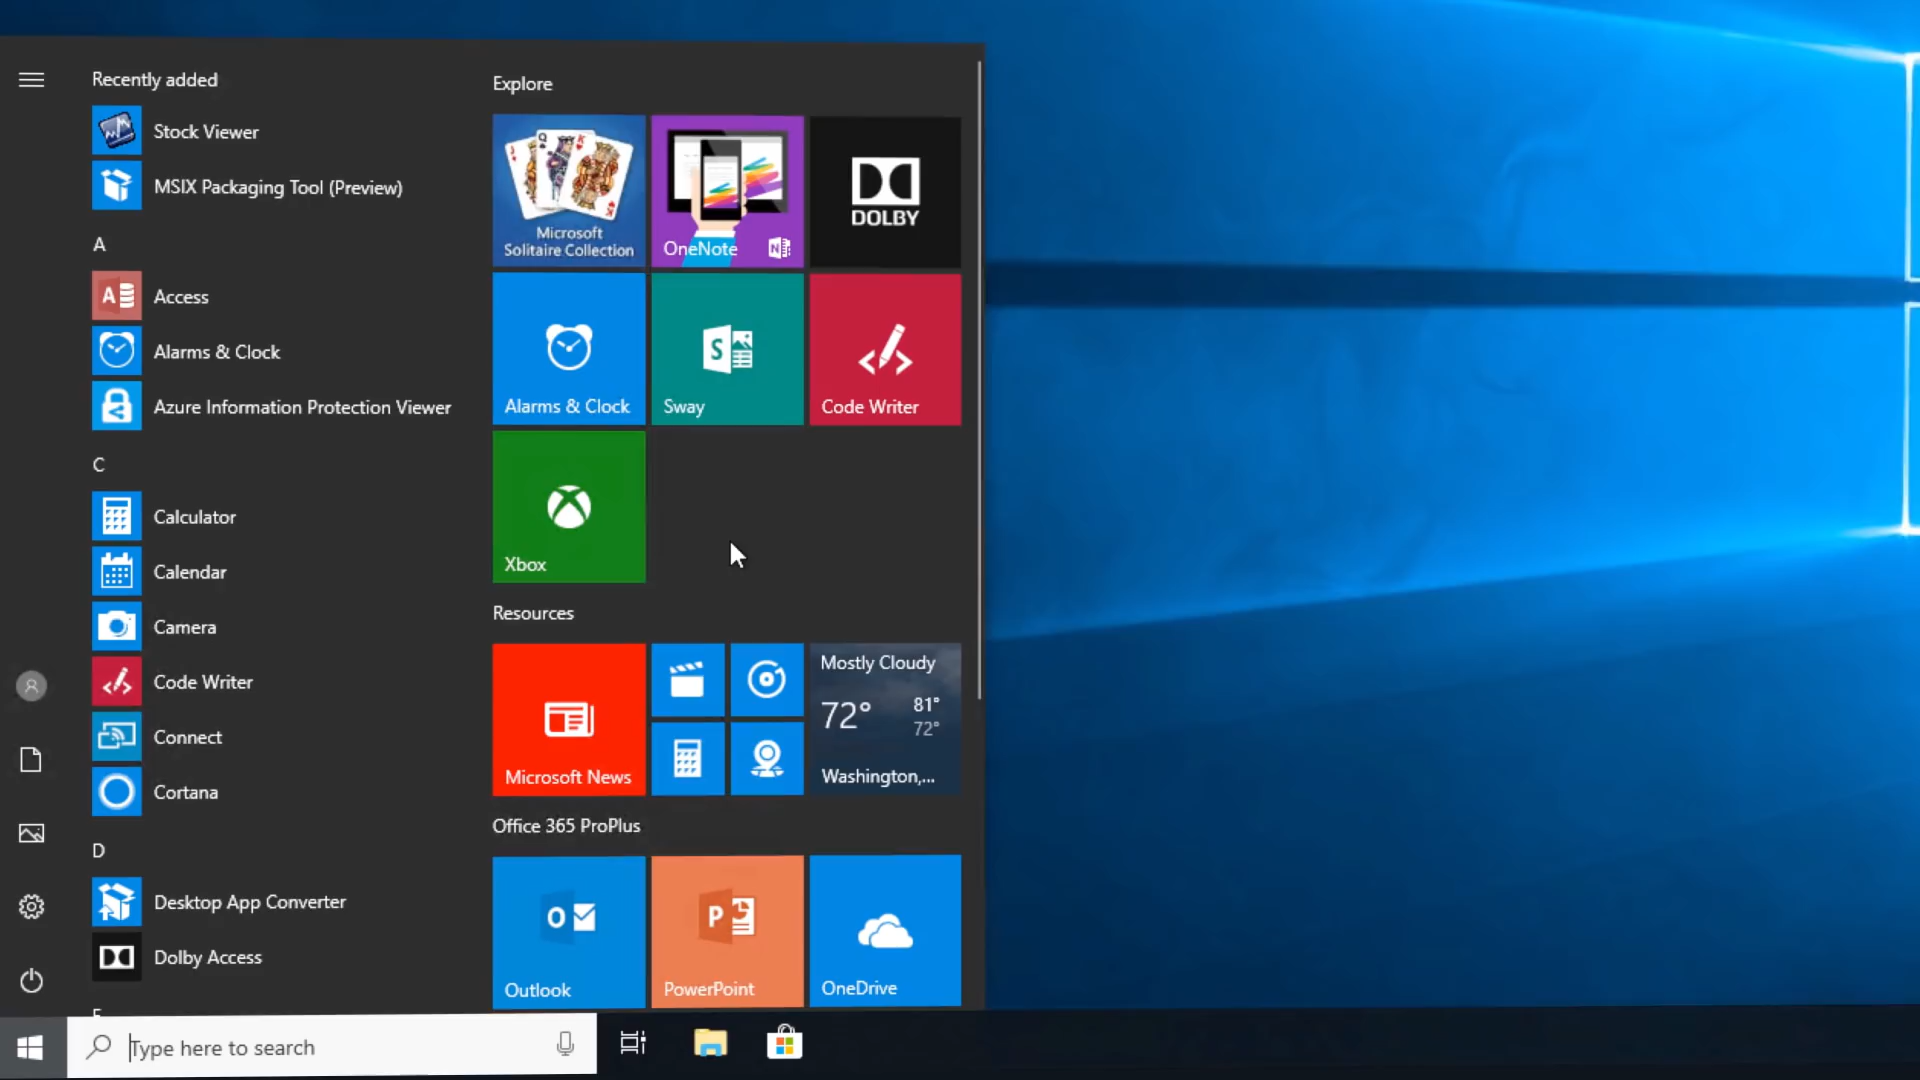 Recently added
Stock Viewer
MSIX Packaging Tool (Preview)
A
Access
Alarms & Clock
Azure Information Protection Viewer
C
Calculator
Calendar
Camera
Code Writer
Connect
Cortana
D
Desktop App Converter
Dolby Access
Explore
Microsoft
Solitaire Collection
OneNote
DOLBY
Alarms & Clock
Sway
Code Writer
Xbox
Resources
Microsoft News
Mostly Cloudy
72°
81°
72°
Washington,...
Office 365 ProPlus
Outlook
PowerPoint
OneDrive
Type here to search